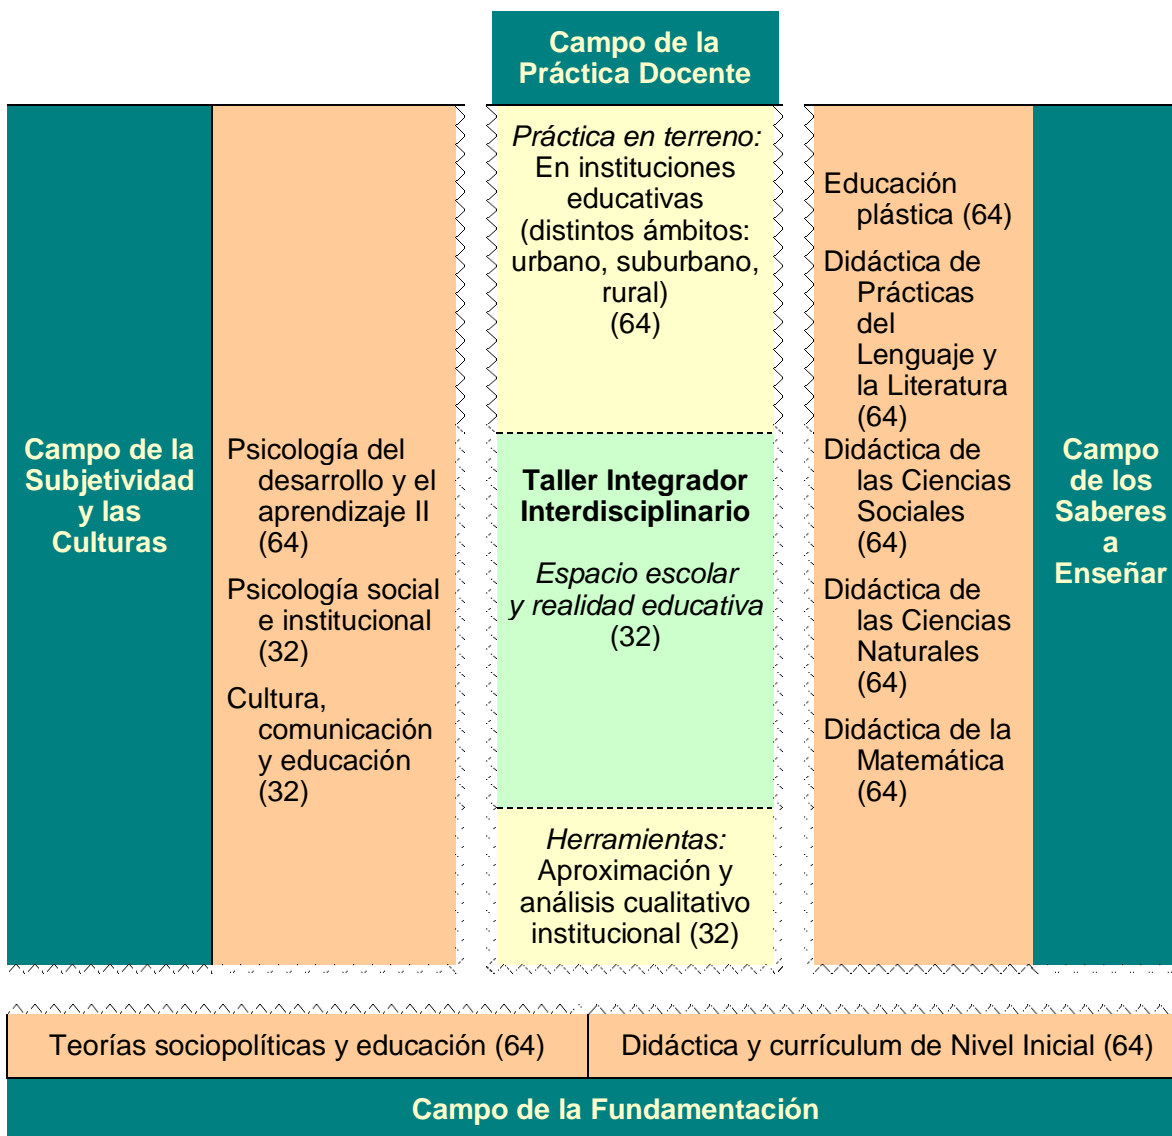 Campo de la
Práctica Docente
Campo de la
Subjetividad
y las
Culturas
Psicología del
desarrollo y el
aprendizaje II
(64)
Psicología social
e institucional
(32)
Cultura,
comunicación
y educación
(32)
Práctica en terreno:
En instituciones
educativas
(distintos ámbitos:
urbano, suburbano,
rural)
(64)
Taller Integrador
Interdisciplinario
Espacio escolar
y realidad educativa
(32)
Herramientas:
Aproximación y
análisis cualitativo
institucional (32)
Educación
plástica (64)
Didáctica de
Prácticas
del
Lenguaje y
la Literatura
(64)
Didáctica de
las Ciencias
Sociales
(64)
Didáctica de
las Ciencias
Naturales
(64)
Didáctica de la
Matemática
(64)
Campo
de los
Saberes
a
Enseñar
Teorías sociopolíticas y educación (64)
Didáctica y currículum de Nivel Inicial (64)
Campo de la Fundamentación